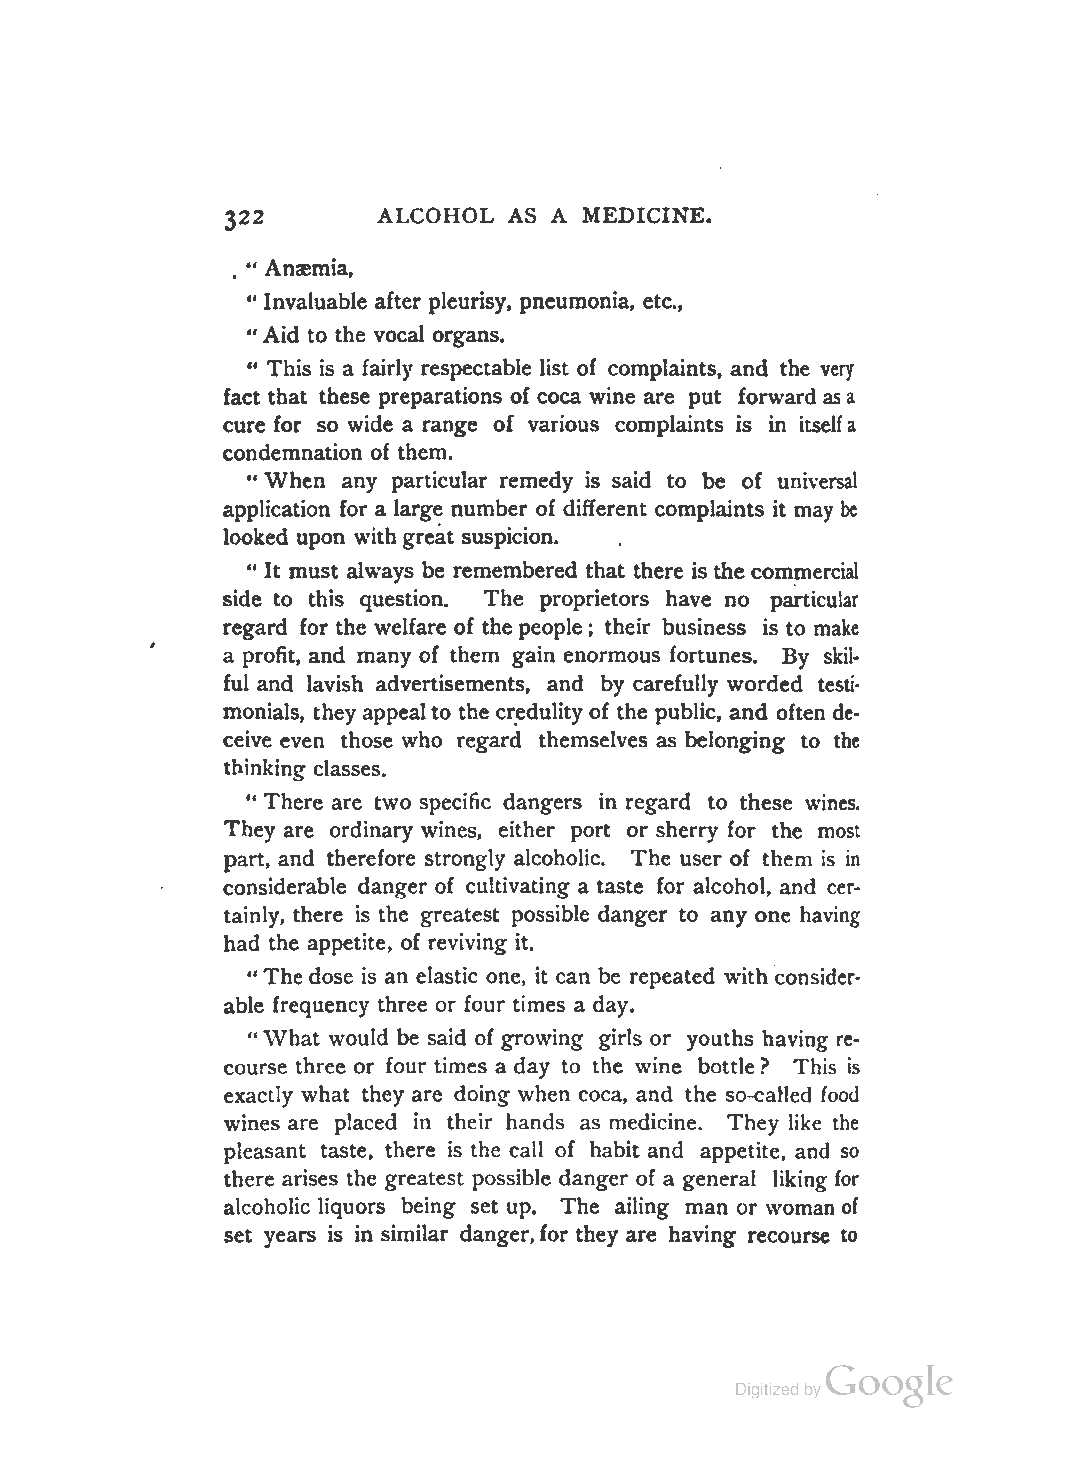 322 ALCOHOL AS A MEDICINE.
" Anæmia,
" Invaluable after pleurisy, pneumonia, etc.,
" Aid to the vocal organs.
" This is a fairly respectable list of complaints, and the very
fact that these preparations of coca wine are put forward as a
cure for so wide a range of various complaints is in itself a
condemnation of them.
" When any particular remedy is said to be of universal
application for a large number of different complaints it may be
looked upon with great suspicion.
" It must always be remembered that there is the commercial
side to this question. The proprietors have no particular
regard for the welfare of the people ; their business is to make
a profit, and many of them gain enormous fortunes. By skil-
ful and lavish advertisements, and by carefully worded testi-
monials, they appeal to the credulity of the public, and often de-
ceive even those who regard themselves as belonging to the
thinking classes.
" There are two specific dangers in regard to these wines.
They are ordinary wines, either port or sherry for the most
part, and therefore strongly alcoholic. The user of them is in
considerable danger of cultivating a taste for alcohol, and cer-
tainly, there is the greatest possible danger to any one having
had the appetite, of reviving it.
" The dose is an elastic one, it can be repeated with consider-
able frequency three or four times a day.
" What would be said of growing girls or youths having re-
course three or four times a day to the wine bottle ? This is
exactly what they are doing when coca, and the so-called food
wines are placed in their hands as medicine. They like the
pleasant taste, there is the call of habit and appetite, and so
there arises the greatest possible danger of a general liking for
alcoholic liquors being set up. The ailing man or woman of
set years is in similar danger, for they are having recourse to
Digitized by Google